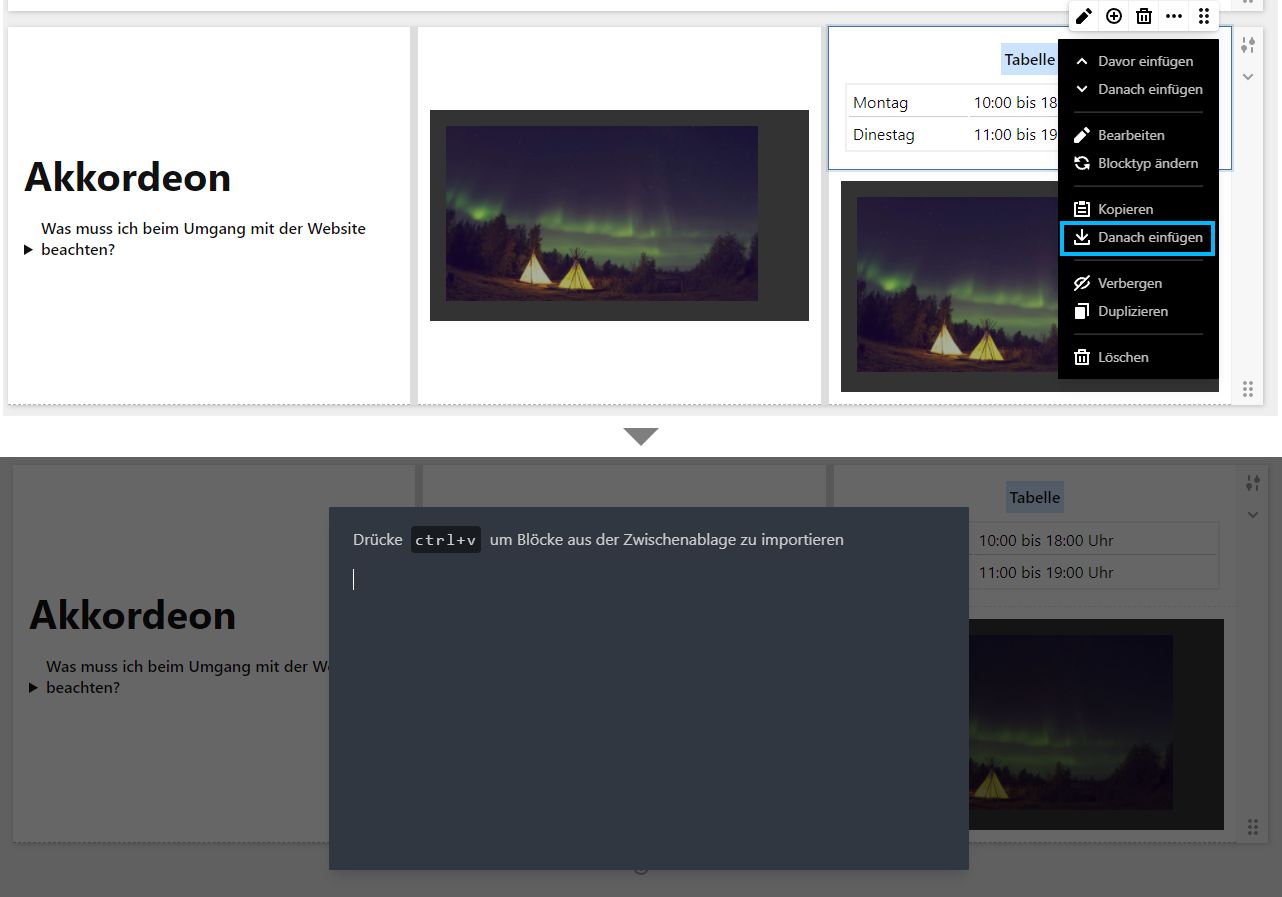 Akkordeon
Was muss ich beim Umgang mit der Website
beachten?
Tabelle
Montag 10:00 bis 18
Dinestag 11:00 bis 19
Davor einfügen
Danach einfügen
Bearbeiten
Blocktyp ändern
Kopieren
Danach einfügen
Verbergen
Duplizieren
Löschen
Tabelle
10:00 bis 18:00 Uhr
11:00 bis 19:00 Uhr
Akkordeon
Was muss ich beim Umgang mit der We
beachten?
Drücke ctrl+v um Blöcke aus der Zwischenablage zu importieren